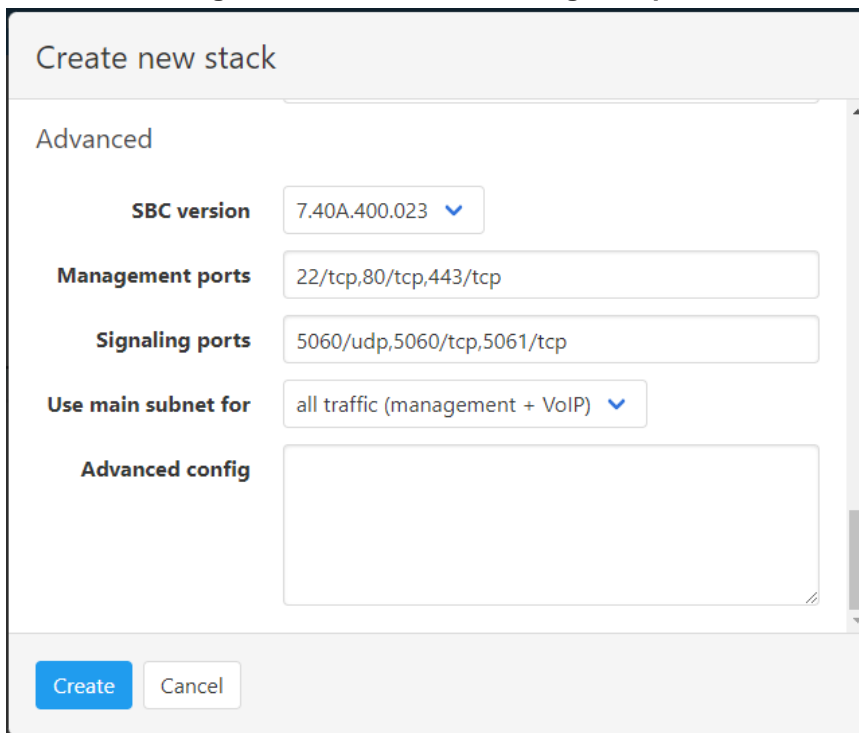 Create new stack
Advanced
SBC version 7.40A.400.023
Management ports 22/tcp,80/tcp,443/tcp
Signaling ports 5060/udp,5060/tcp,5061/tcp
Use main subnet for all traffic (management + VoIP)
Advanced config
Create Cancel